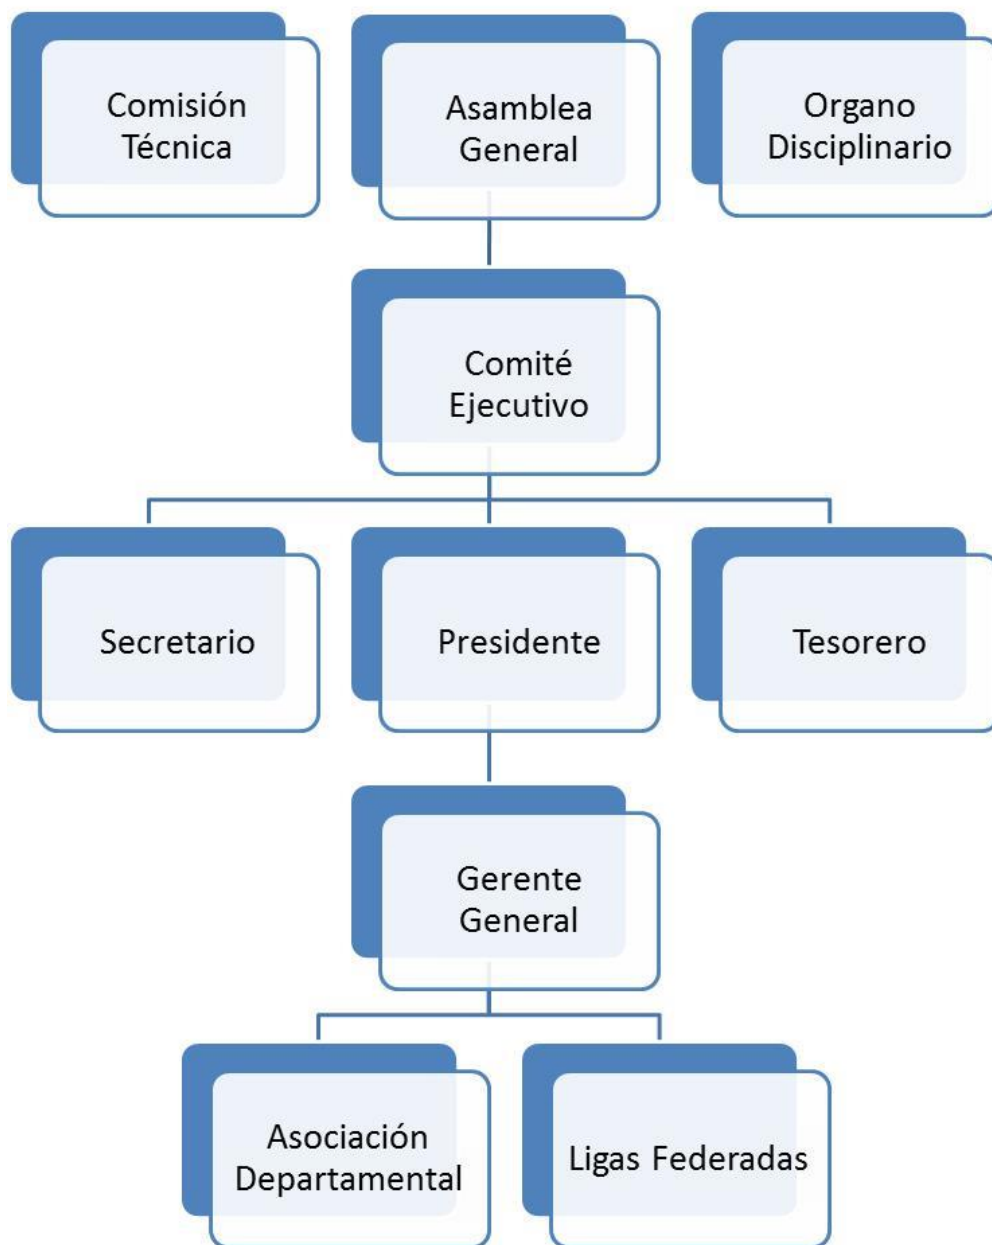 Comisión
Técnica
Asamblea
General
Organo
Disciplinario
Comité
Ejecutivo
Secretario
Presidente
Tesorero
Gerente
General
Asociación
Departamental
Ligas Federadas